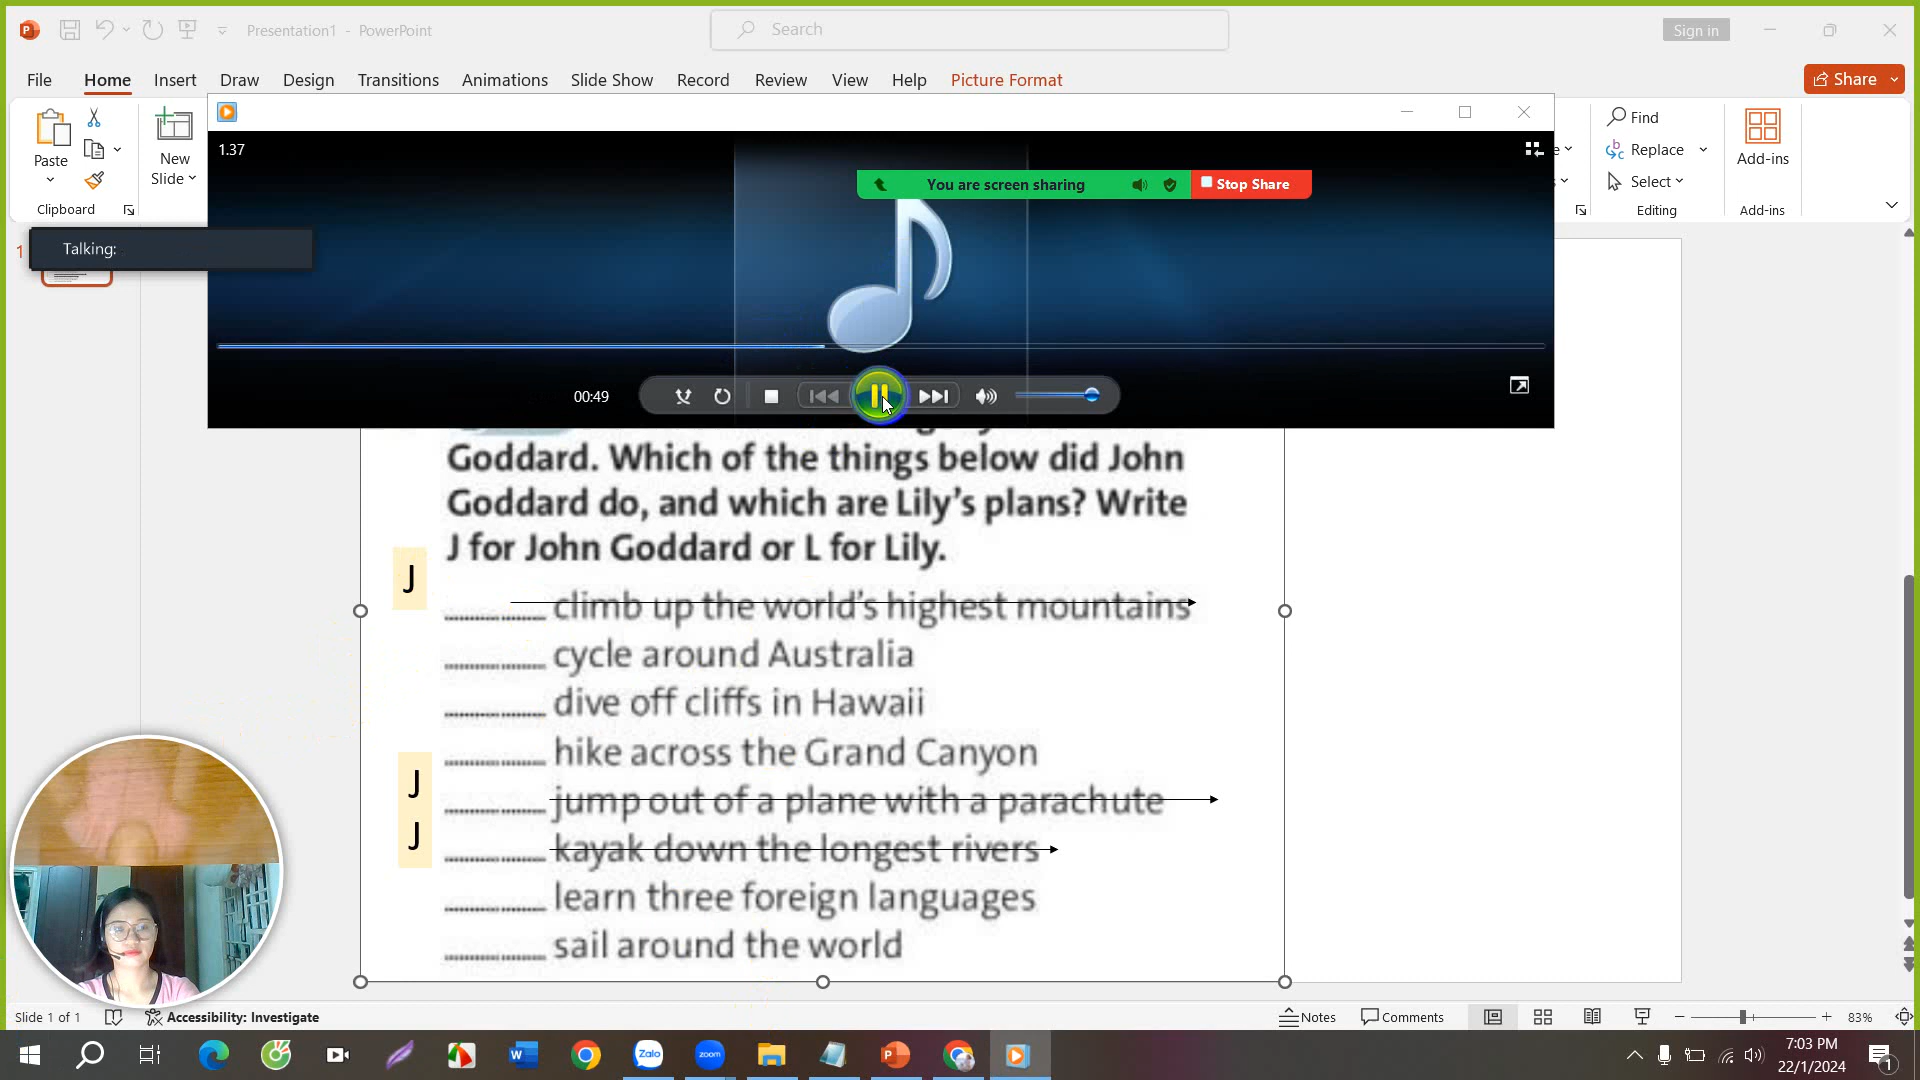 Presentation1 - PowerPoint
Search
Sign in
File Home Insert Draw Design Transitions Animations Slide Show Record Review View Help Picture Format
Share
Paste
New
Slide
Clipboard
Find
Replace
Select
Editing
Add-ins
Add-ins
1.37
You are screen sharing
Stop Share
1
Talking:
00:49
Goddard. Which of the things below did John
Goddard do, and which are Lily's plans? Write
J for John Goddard or L for Lily.
J
climb up the world's highest mountains
cycle around Australia
dive off cliffs in Hawaii
hike across the Grand Canyon
J
jump out of a plane with a parachute
J
kayak down the longest rivers
learn three foreign languages
sail around the world
Slide 1 of 1
Accessibility: Investigate
Notes
Comments
83%
Zalo
zoom
7:03 PM
22/1/2024
1